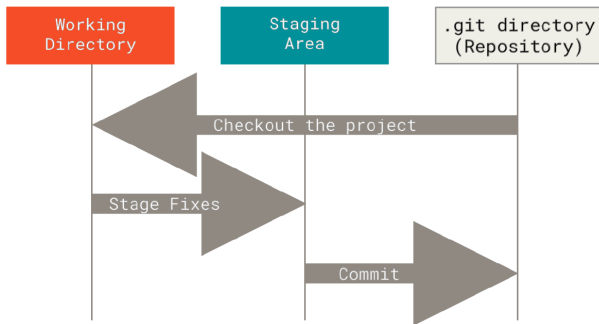 Working
Directory
Staging
Area
.git directory
(Repository)
Checkout the project
Stage Fixes
Commit